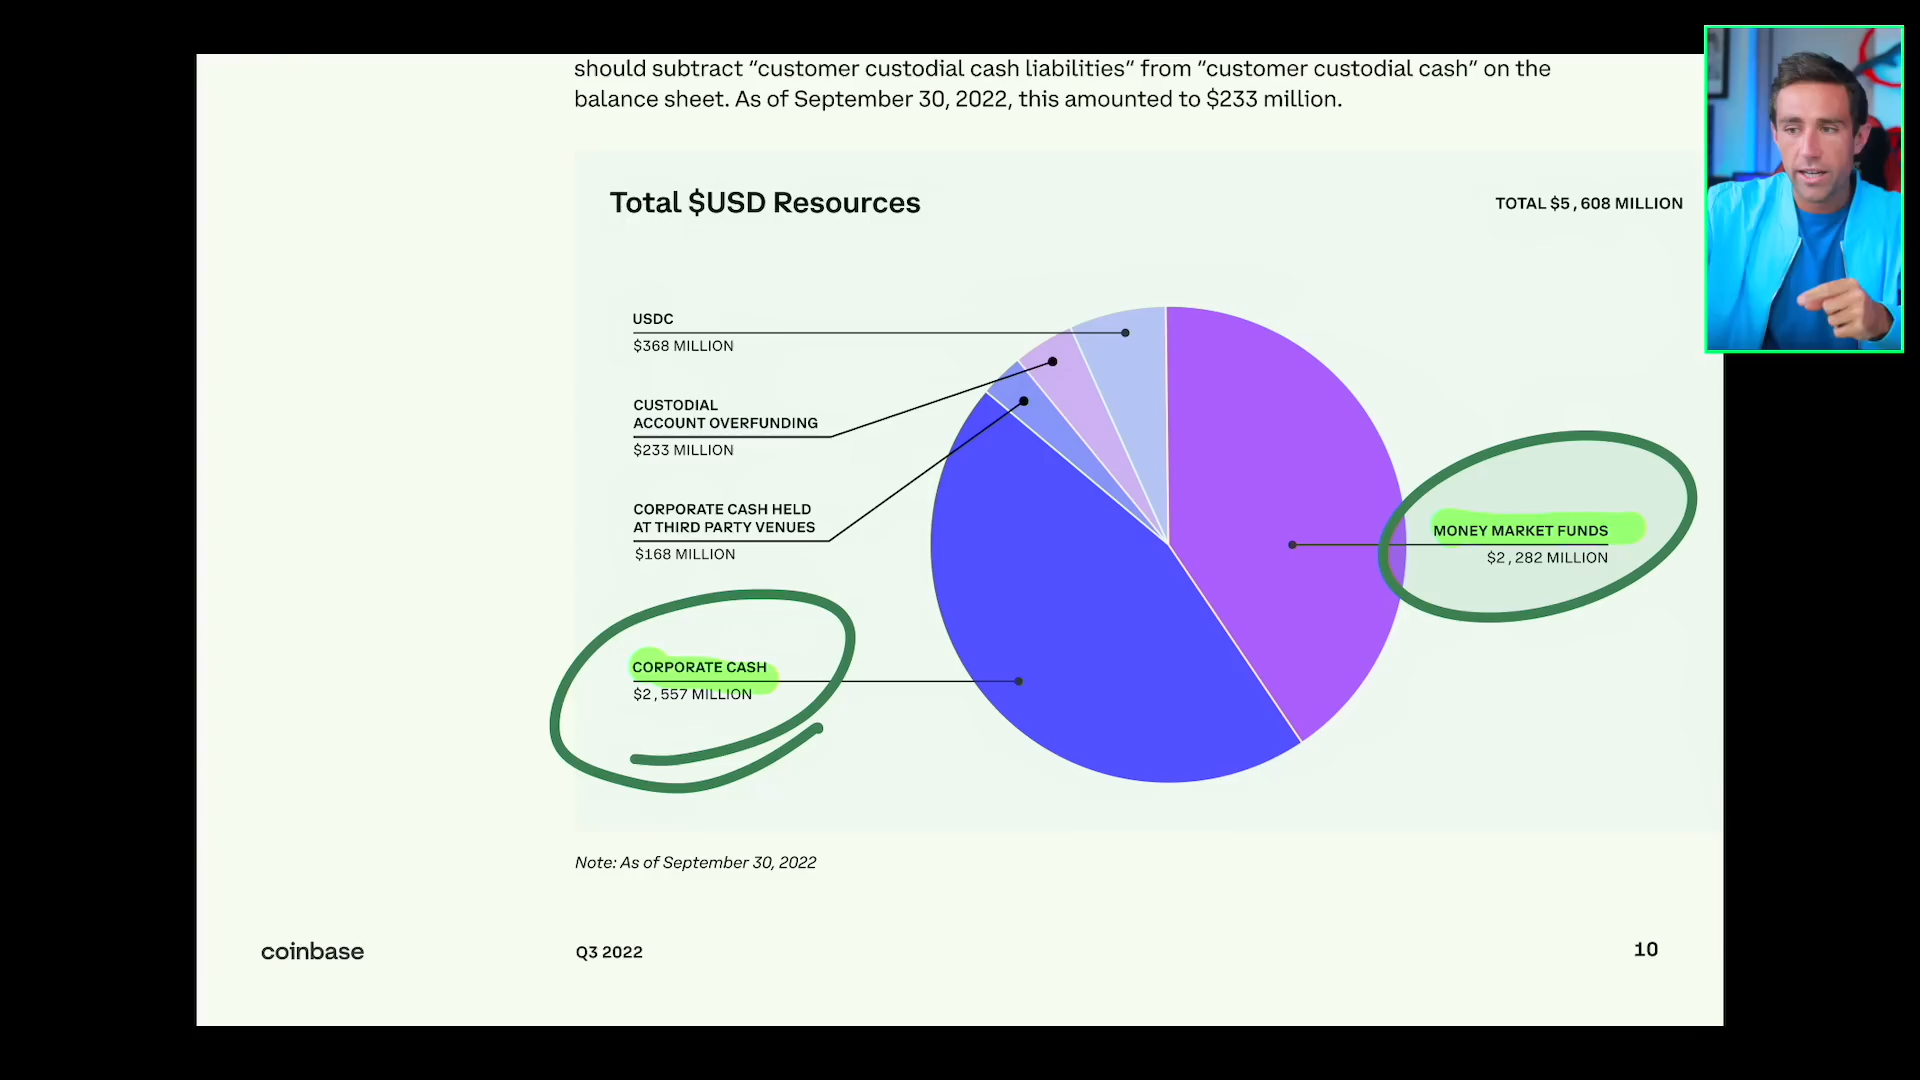 should subtract “customer custodial cash liabilities” from “customer custodial cash” on the
balance sheet. As of September 30, 2022, this amounted to $233 million.
Total $USD Resources
TOTAL $5,608 MILLION
USDC
$368 MILLION
CUSTODIAL
ACCOUNT OVERFUNDING
$233 MILLION
CORPORATE CASH HELD
AT THIRD PARTY VENUES
$168 MILLION
MONEY MARKET FUNDS
$2,282 MILLION
CORPORATE CASH
$2,557 MILLION
Note: As of September 30, 2022
coinbase
Q3 2022
10